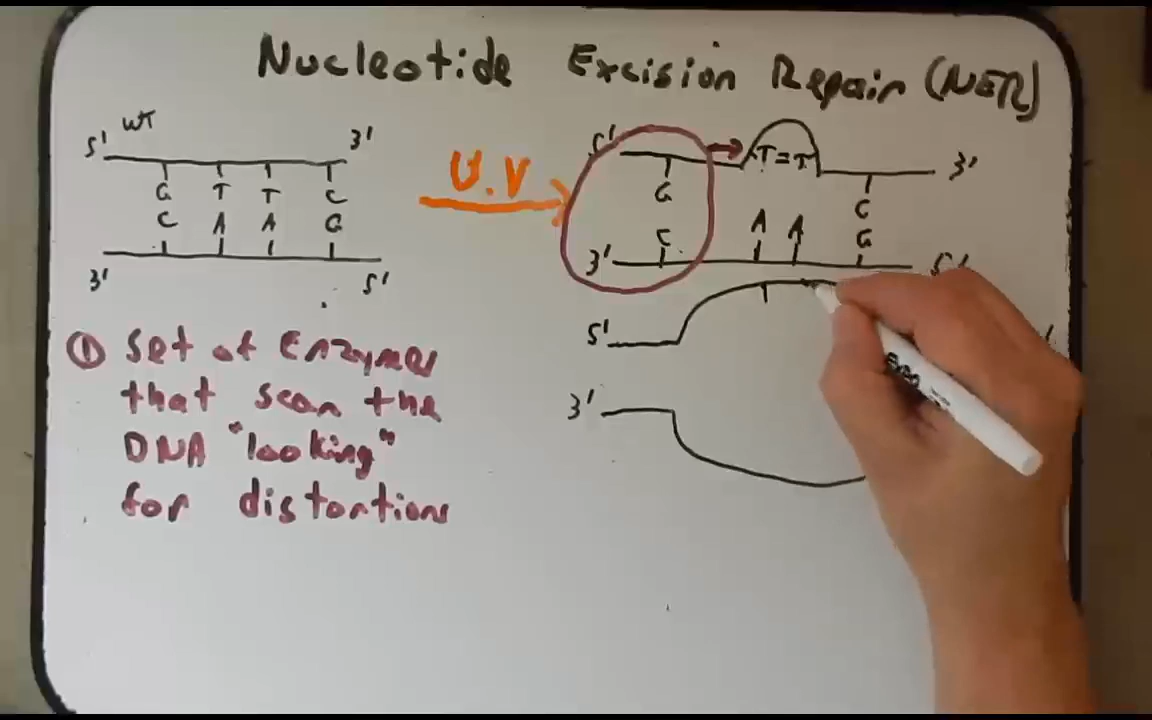 Nucleotide Excision Repair (NER)
5' WT 3'
G T T C
C A A G
3' 5'
U.V
5' T=T 3'
G C
C A A G
3' 5'
5'
3'
① Set of Enzymes
that scan the
DNA "looking"
for distortions